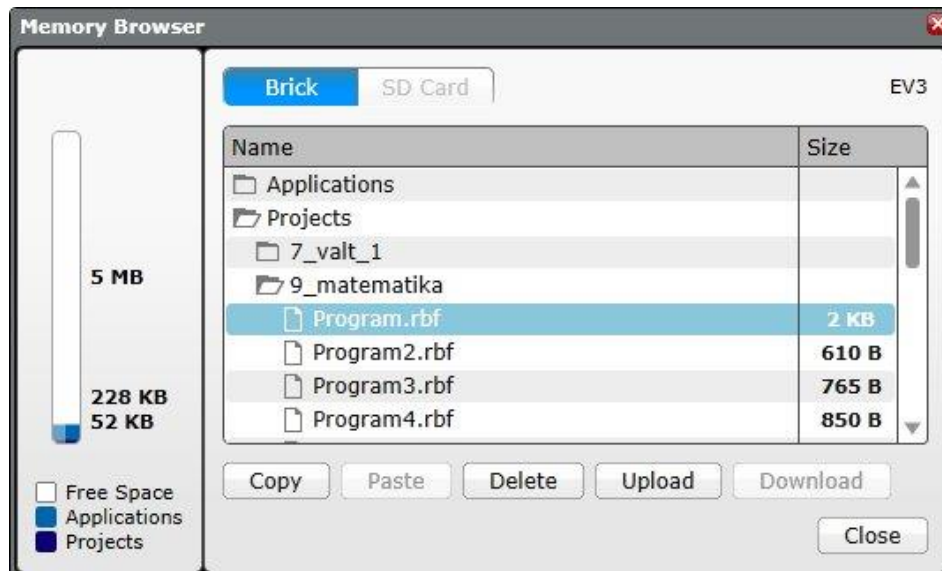 Memory Browser
Brick
SD Card
EV3
Name
Size
Applications
Projects
7_valt_1
9_matematika
Program.rbf 2 KB
Program2.rbf 610 B
Program3.rbf 765 B
Program4.rbf 850 B
5 MB
228 KB
52 KB
Free Space
Applications
Projects
Copy
Paste
Delete
Upload
Download
Close